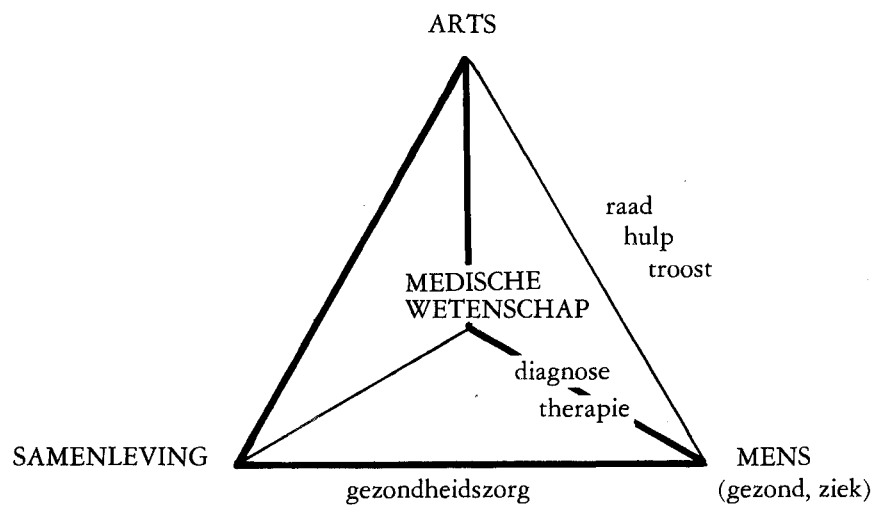 ARTS
raad
hulp
troost
MEDISCHE
WETENSCHAP
diagnose
therapie
SAMENLEVING
MENS
gezondheidszorg
(gezond, ziek)